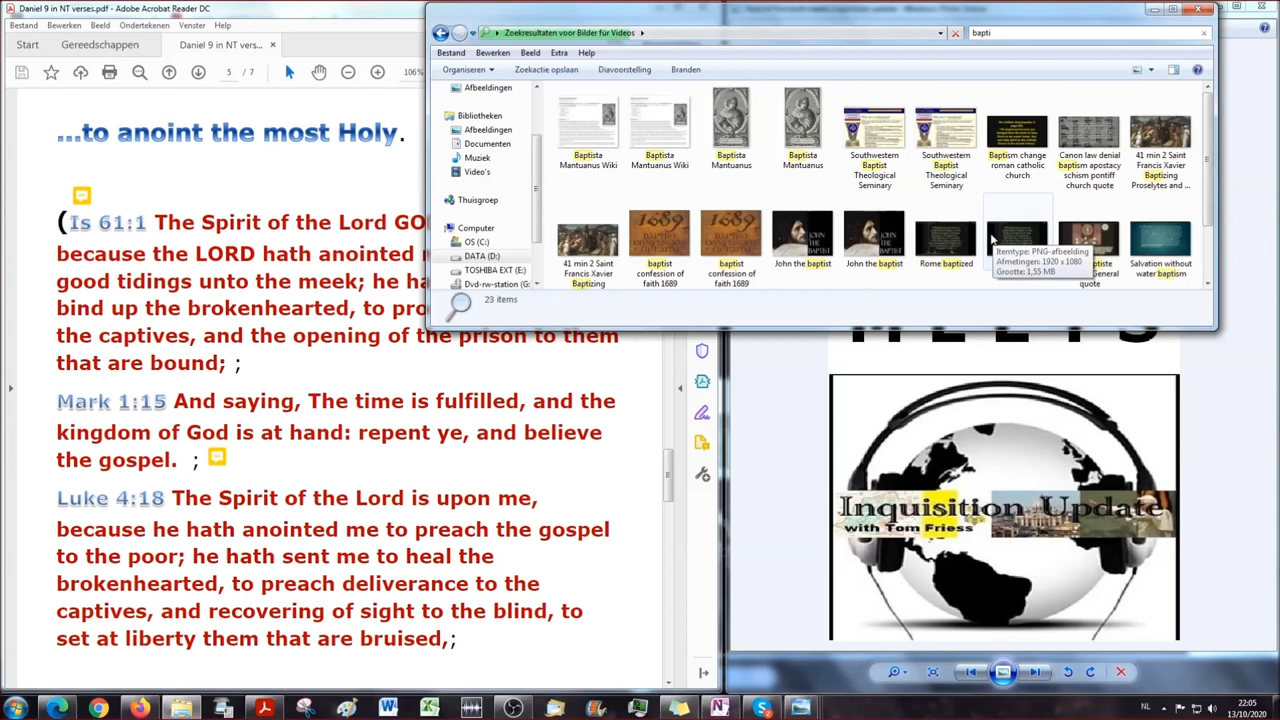 Daniel 9 in NT verses.pdf - Adobe Acrobat Reader DC
Bestand Bewerken Beeld Ondertekenen Venster Help
Start Gereedschappen Daniel 9 in NT vers... ×
5 / 7 106%
...to anoint the most Holy.
(Is 61:1 The Spirit of the Lord GO
because the LORD hath anointed
good tidings unto the meek; he ha
bind up the brokenhearted, to pro
the captives, and the opening of the prison to them
that are bound; ;
Mark 1:15 And saying, The time is fulfilled, and the
kingdom of God is at hand: repent ye, and believe
the gospel. ;
Luke 4:18 The Spirit of the Lord is upon me,
because he hath anointed me to preach the gospel
to the poor; he hath sent me to heal the
brokenhearted, to preach deliverance to the
captives, and recovering of sight to the blind, to
set at liberty them that are bruised,;
Zoekresultaten voor Bilder für Videos
bapti
Bestand Bewerken Beeld Extra Help
Organiseren Zoekactie opslaan Diavoorstelling Branden
Afbeeldingen
Bibliotheken
Afbeeldingen
Documenten
Muziek
Video's
Thuisgroep
Computer
OS (C:)
DATA (D:)
TOSHIBA EXT (E:)
Dvd-rw-station (G:
Baptista Mantuanus Wiki
Baptista Mantuanus Wiki
Baptista Mantuanus
Baptista Mantuanus
Southwestern Baptist Theological Seminary
Southwestern Baptist Theological Seminary
Baptism change roman catholic church
Canon law denial baptism apostacy schism pontiff church quote
41 min 2 Saint Francis Xavier Baptizing Proselytes and ...
1689
1689
JOHN THE BAPTIST
JOHN THE BAPTIST
41 min 2 Saint Francis Xavier Baptizing
baptist confession of faith 1689
baptist confession of faith 1689
John the baptist
John the baptist
Rome baptized
Itemtype: PNG-afbeelding
Afmetingen: 1920 x 1080
Grootte: 1,55 MB
General quote
Salvation without water baptism
23 items
MEETS
Inquisition Update
with Tom Friess
NL
22:05
13/10/2020